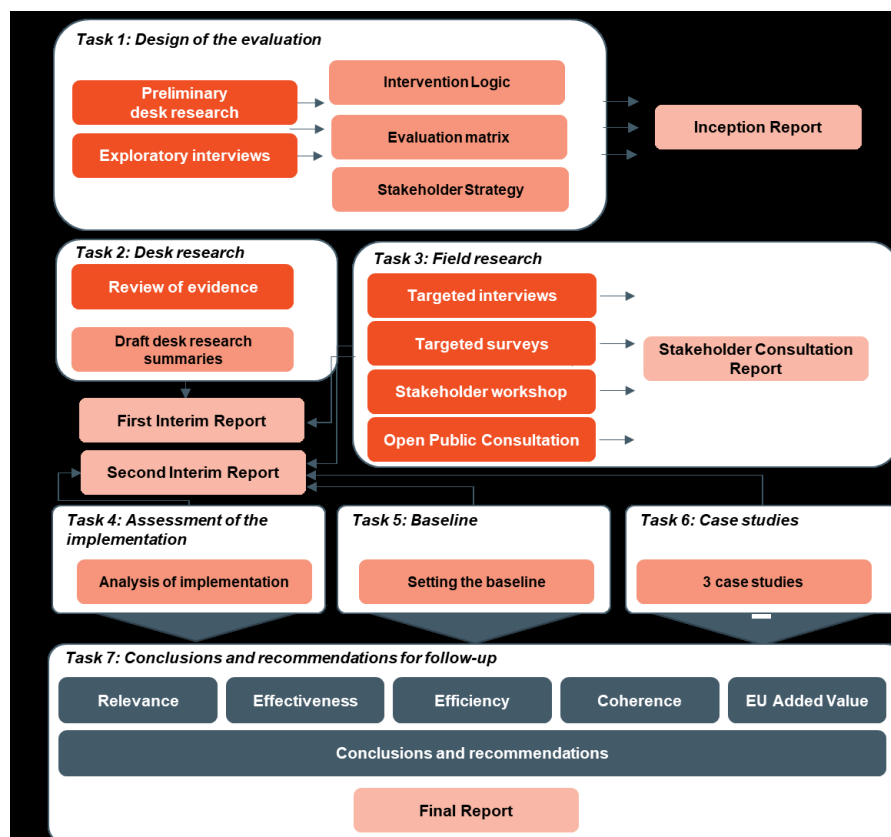 Task 1: Design of the evaluation
Preliminary
desk research
Exploratory interviews
Intervention Logic
Evaluation matrix
Stakeholder Strategy
Inception Report
Task 2: Desk research
Review of evidence
Draft desk research
summaries
Task 3: Field research
Targeted interviews
Targeted surveys
Stakeholder workshop
Open Public Consultation
Stakeholder Consultation
Report
First Interim Report
Second Interim Report
Task 4: Assessment of the
implementation
Analysis of implementation
Task 5: Baseline
Setting the baseline
Task 6: Case studies
3 case studies
Task 7: Conclusions and recommendations for follow-up
Relevance
Effectiveness
Efficiency
Coherence
EU Added Value
Conclusions and recommendations
Final Report